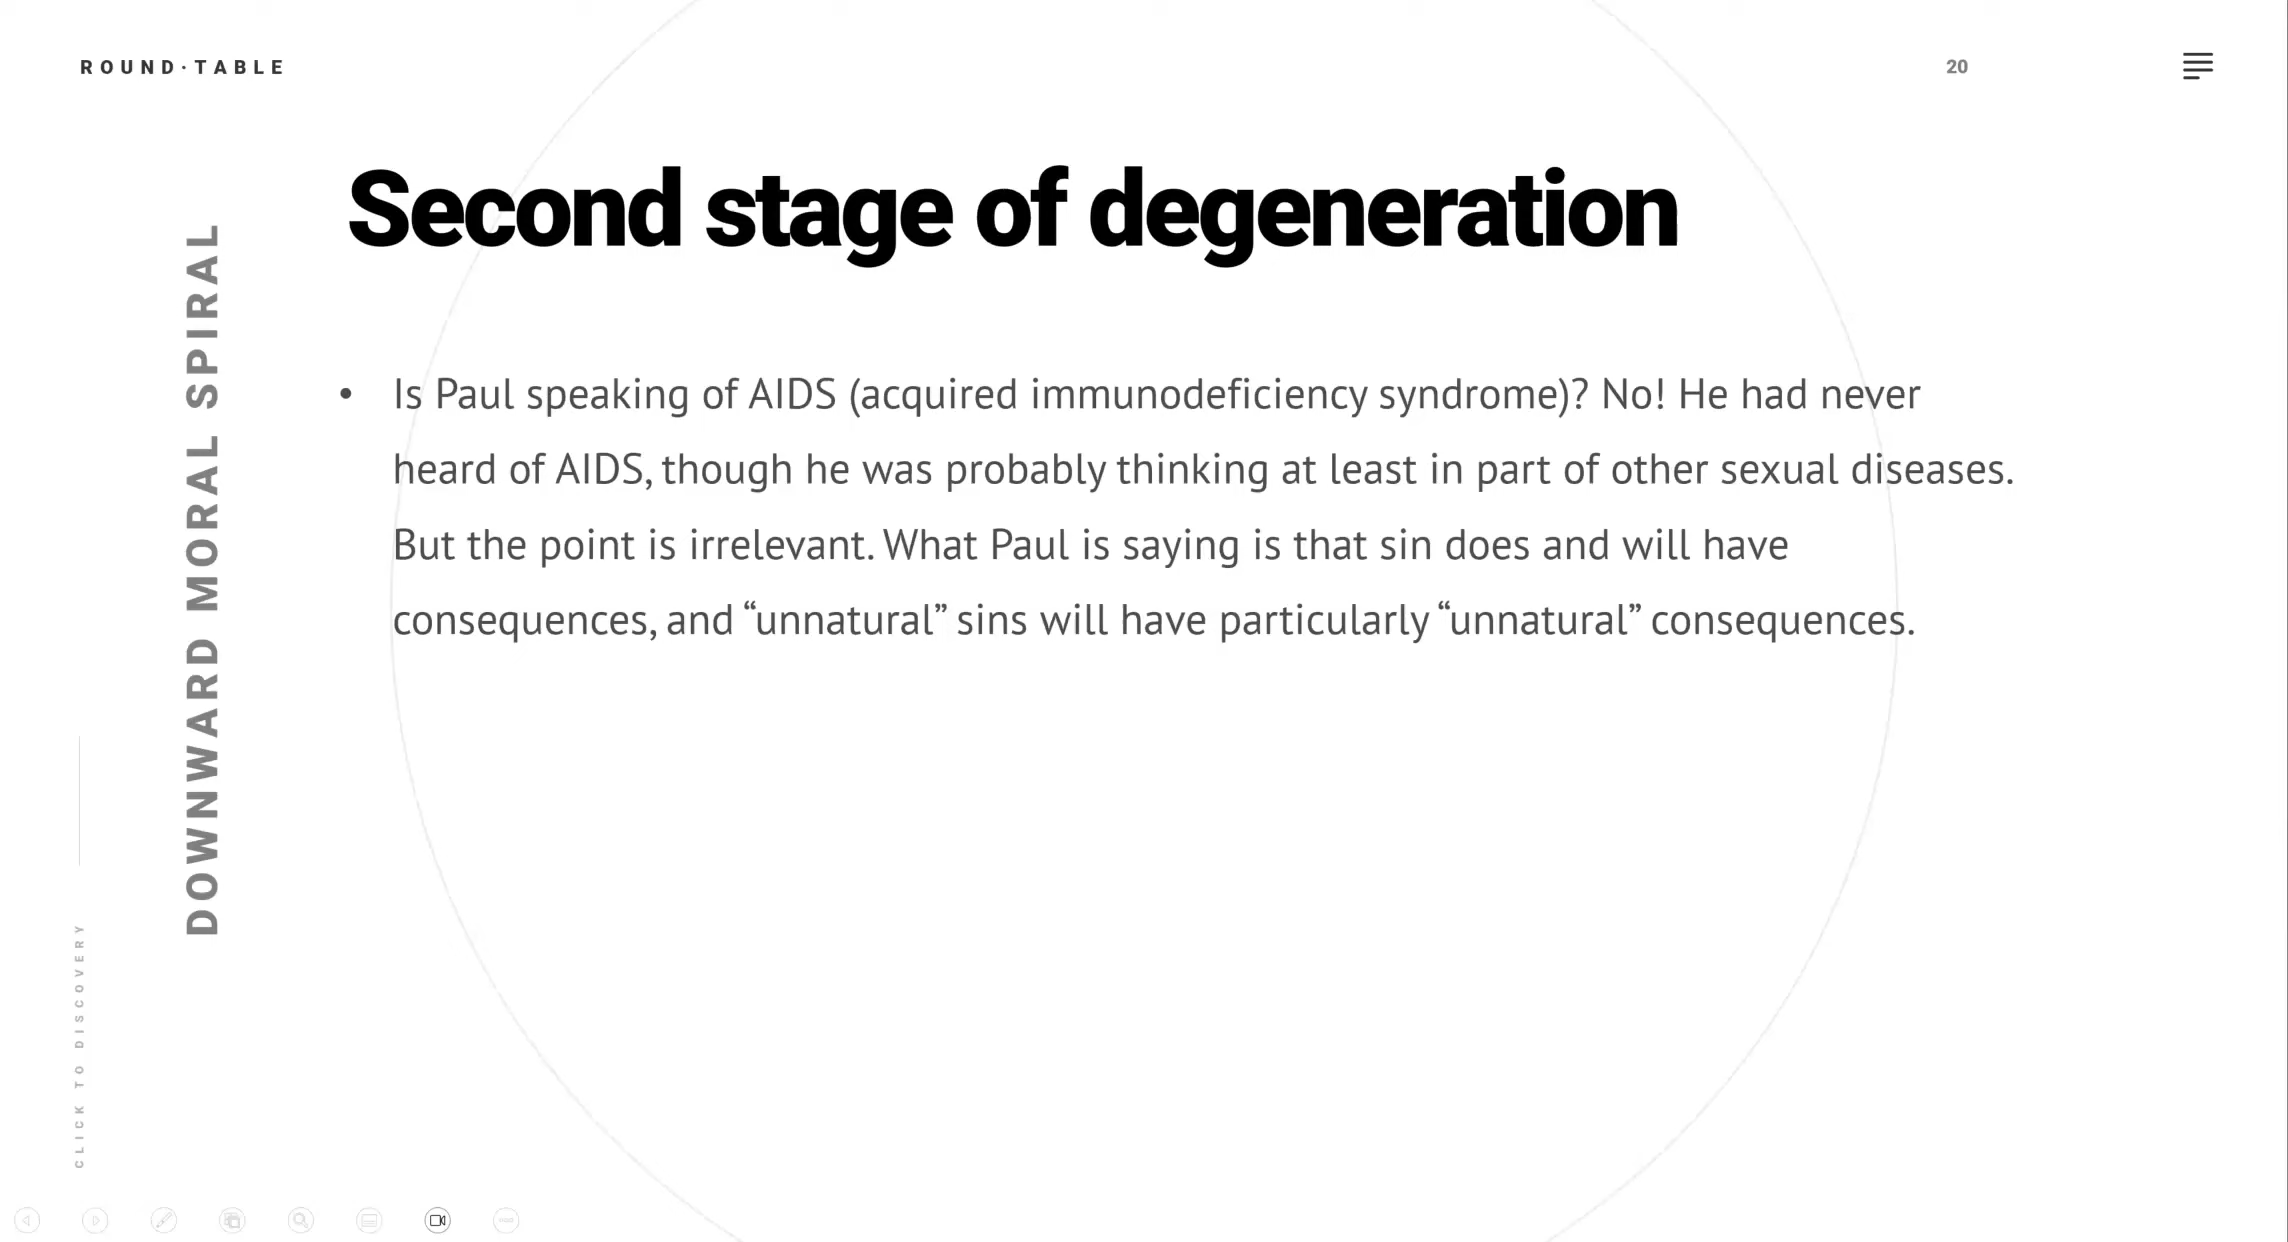 ROUND·TABLE
20
Second stage of degeneration
DOWNWARD MORAL SPIRAL
• Is Paul speaking of AIDS (acquired immunodeficiency syndrome)? No! He had never
heard of AIDS, though he was probably thinking at least in part of other sexual diseases.
But the point is irrelevant. What Paul is saying is that sin does and will have
consequences, and “unnatural” sins will have particularly “unnatural” consequences.
CLICK TO DISCOVERY